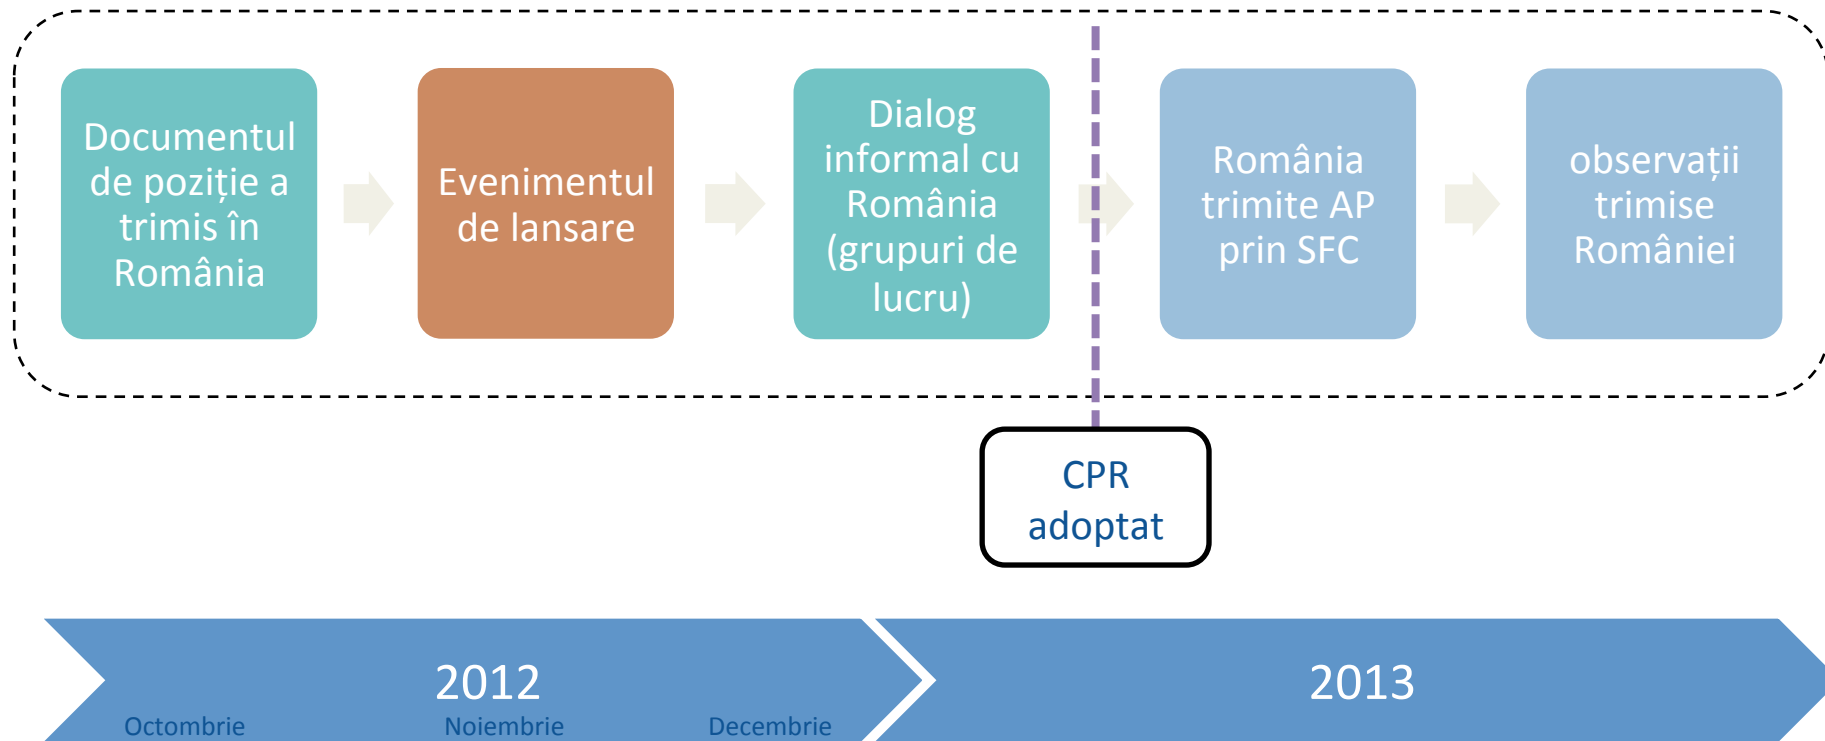 Documentul
de poziție a
trimis în
România
Evenimentul
de lansare
Dialog
informal cu
România
(grupuri de
lucru)
România
trimite AP
prin SFC
observații
trimise
României
CPR
adoptat
2012
2013
Octombrie
Noiembrie
Decembrie